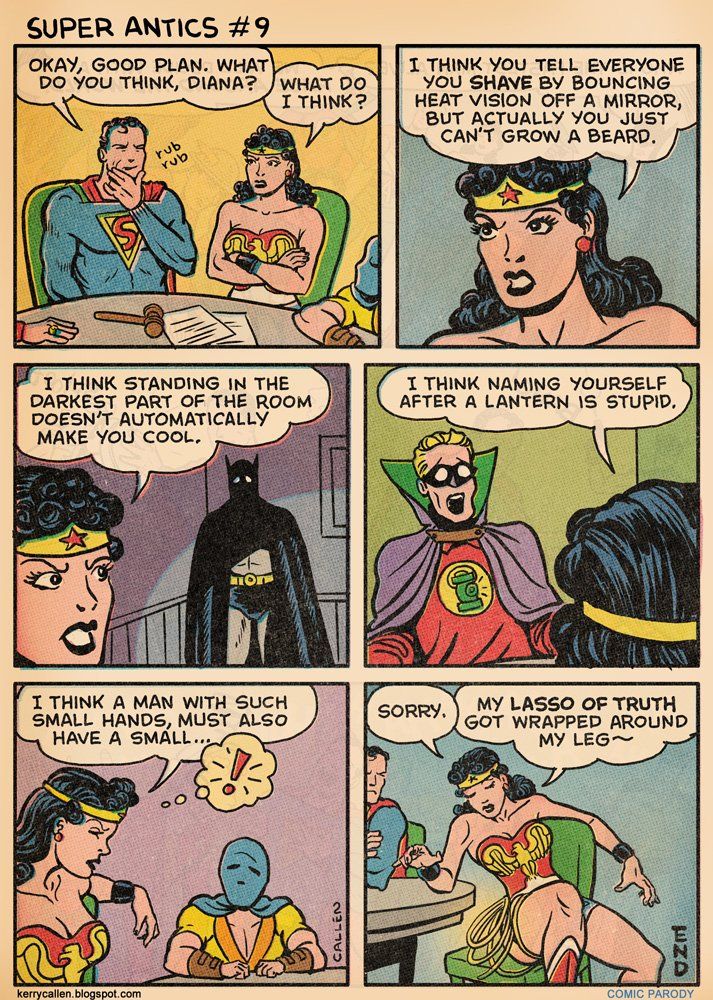 SUPER ANTICS #9
OKAY, GOOD PLAN. WHAT
DO YOU THINK, DIANA?
WHAT DO
I THINK?
rub
rub
S
I THINK YOU TELL EVERYONE
YOU SHAVE BY BOUNCING
HEAT VISION OFF A MIRROR,
BUT ACTUALLY YOU JUST
CAN'T GROW A BEARD.
I THINK STANDING IN THE
DARKEST PART OF THE ROOM
DOESN'T AUTOMATICALLY
MAKE YOU COOL.
I THINK NAMING YOURSELF
AFTER A LANTERN IS STUPID.
I THINK A MAN WITH SUCH
SMALL HANDS, MUST ALSO
HAVE A SMALL...
!
CALLEN
SORRY.
MY LASSO OF TRUTH
GOT WRAPPED AROUND
MY LEG~
END
kerrycallen.blogspot.com
COMIC PARODY